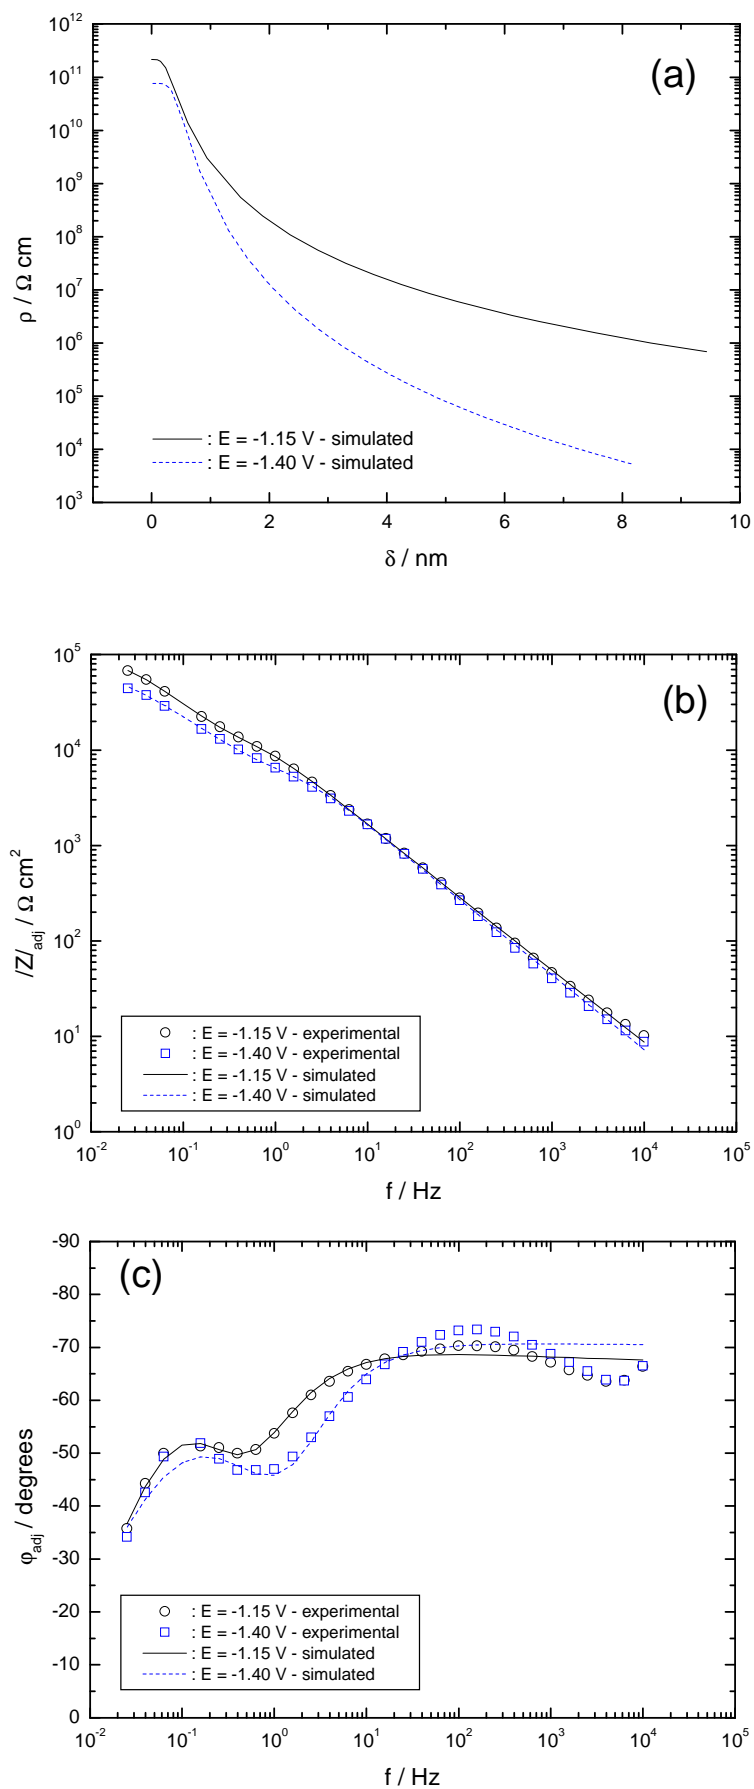 (a)
10^12
10^11
10^10
10^9
10^8
10^7
10^6
10^5
10^4
10^3
ρ / Ω cm
: E = -1.15 V - simulated
: E = -1.40 V - simulated
0 2 4 6 8 10
δ / nm
(b)
10^5
10^4
10^3
10^2
10^1
10^0
/Z/adj / Ω cm²
: E = -1.15 V - experimental
: E = -1.40 V - experimental
: E = -1.15 V - simulated
: E = -1.40 V - simulated
10^-2 10^-1 10^0 10^1 10^2 10^3 10^4 10^5
f / Hz
(c)
-90
-80
-70
-60
-50
-40
-30
-20
-10
0
φadj / degrees
: E = -1.15 V - experimental
: E = -1.40 V - experimental
: E = -1.15 V - simulated
: E = -1.40 V - simulated
10^-2 10^-1 10^0 10^1 10^2 10^3 10^4 10^5
f / Hz